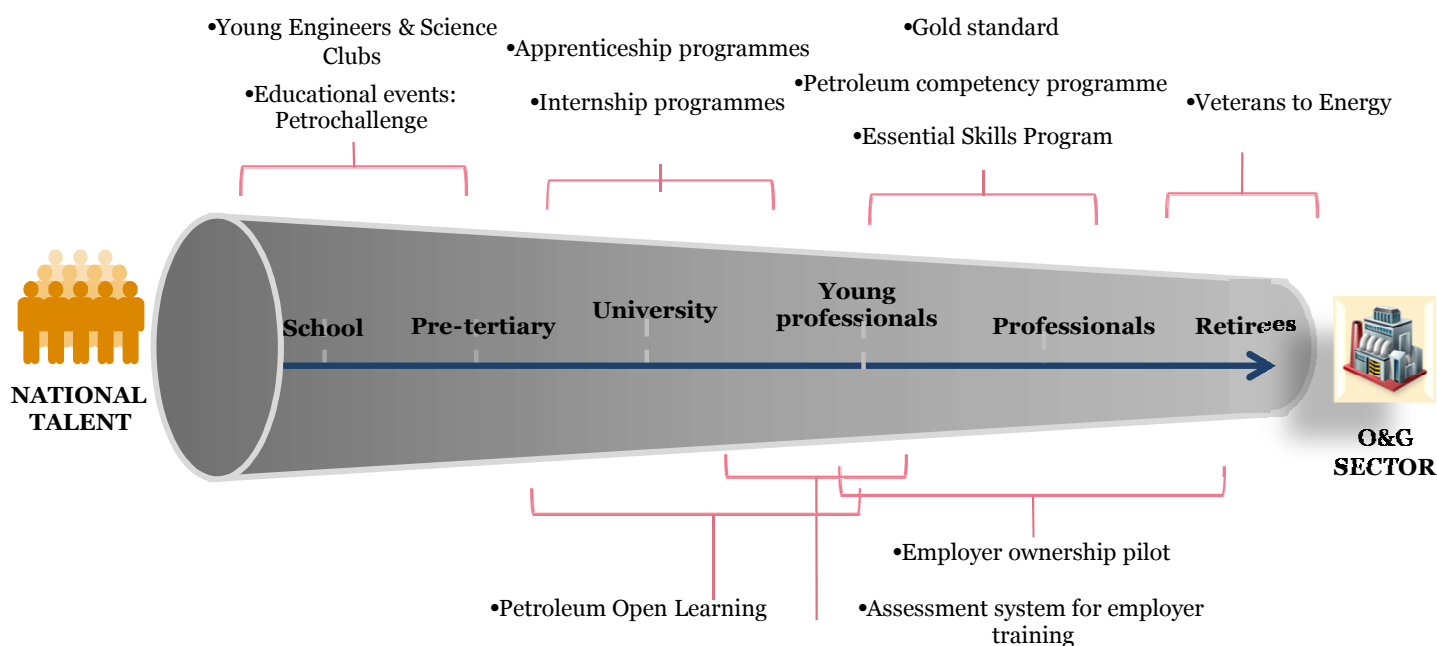 •Young Engineers & Science
Clubs
•Educational events:
Petrochallenge
•Apprenticeship programmes
•Internship programmes
•Gold standard
•Petroleum competency programme
•Essential Skills Program
•Veterans to Energy
NATIONAL
TALENT
School
Pre-tertiary
University
Young
professionals
Professionals
Retirees
O&G
SECTOR
•Employer ownership pilot
•Petroleum Open Learning
•Assessment system for employer
training